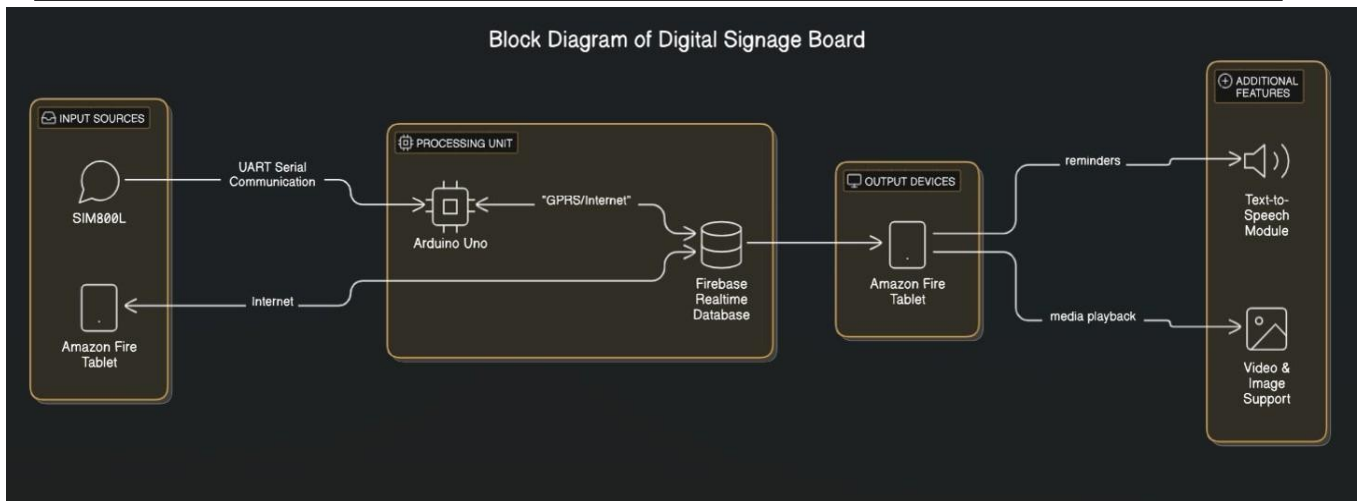 Block Diagram of Digital Signage Board
INPUT SOURCES
SIM800L
Amazon Fire
Tablet
UART Serial
Communication
Internet
PROCESSING UNIT
Arduino Uno
"GPRS/Internet"
Firebase
Realtime
Database
OUTPUT DEVICES
Amazon Fire
Tablet
reminders
media playback
ADDITIONAL
FEATURES
Text-to-
Speech
Module
Video &
Image
Support